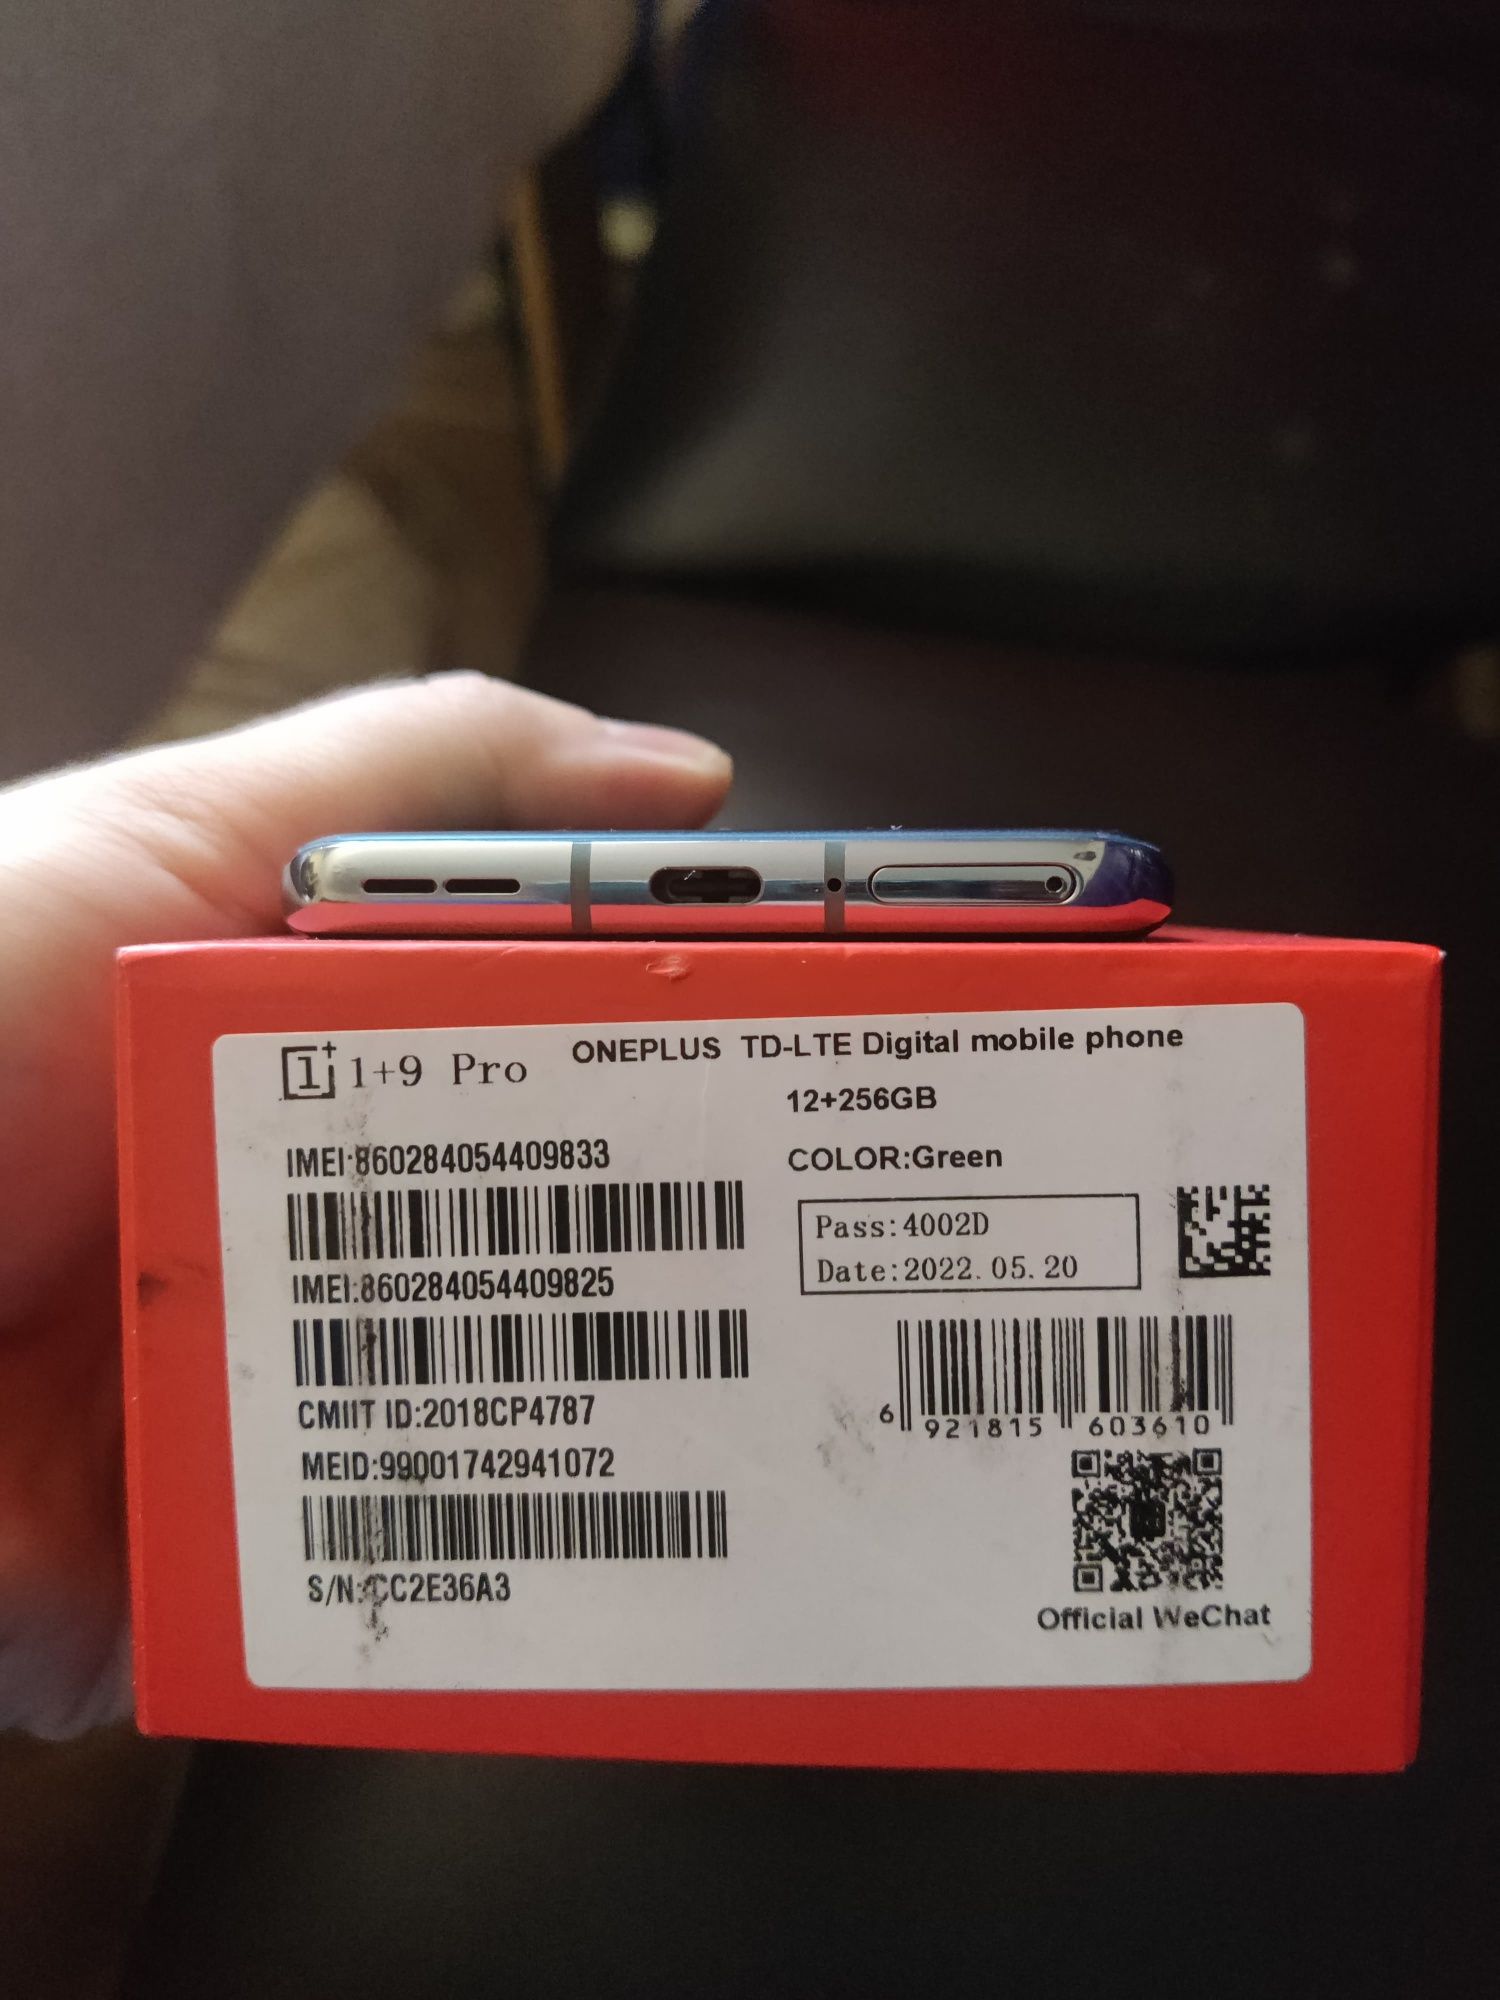 1+ 1+9 Pro
ONEPLUS TD-LTE Digital mobile phone
12+256GB
IMEI:860284054409833
COLOR:Green
Pass:4002D
Date:2022.05.20
IMEI:860284054409825
CMIIT ID:2018CP4787
6 921815 603610
MEID:99001742941072
S/N:CC2E36A3
Official WeChat